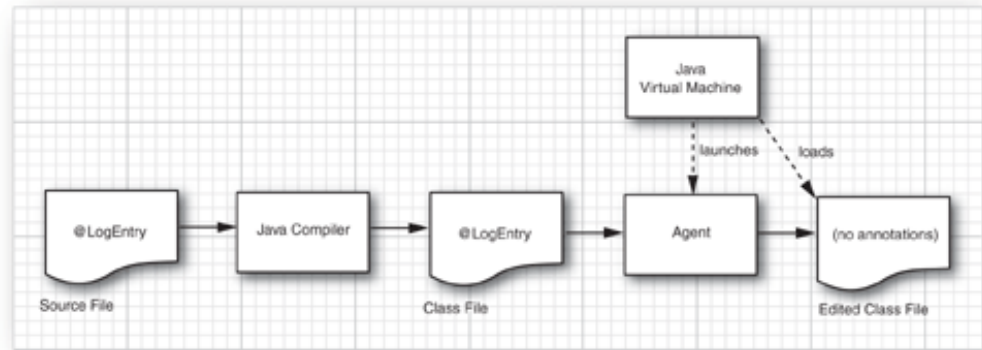 Java
Virtual Machine
launches
loads
@LogEntry
Java Compiler
@LogEntry
Agent
(no annotations)
Source File
Class File
Edited Class File